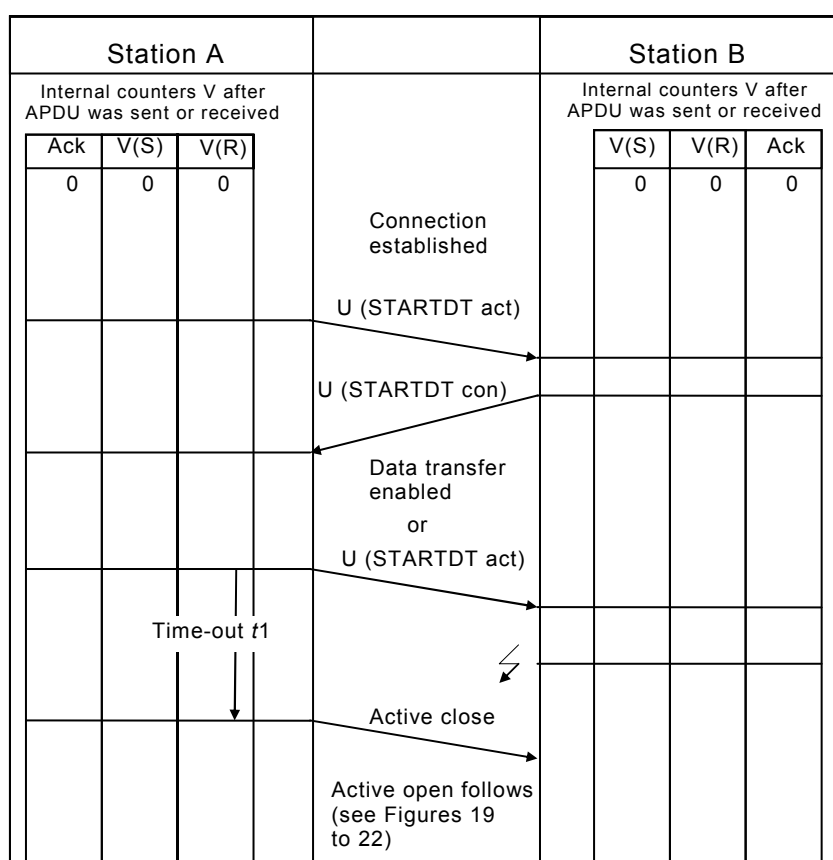 Station A
Station B
Internal counters V after
APDU was sent or received
Internal counters V after
APDU was sent or received
Ack V(S) V(R)
V(S) V(R) Ack
0 0 0
0 0 0
Connection
established
U (STARTDT act)
U (STARTDT con)
Data transfer
enabled
or
U (STARTDT act)
Time-out t1
Active close
Active open follows
(see Figures 19
to 22)